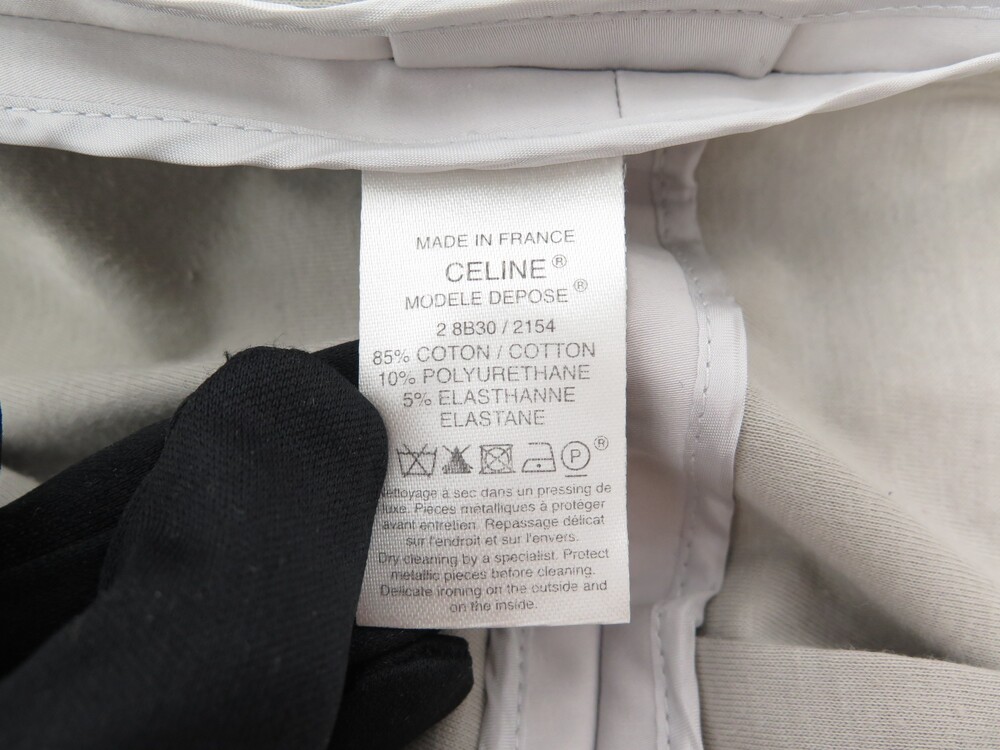 MADE IN FRANCE
CELINE®
MODELE DEPOSE®
2 8B30 / 2154
85% COTON / COTTON
10% POLYURETHANE
5% ELASTHANNE
ELASTANE
P ®
ettoyage à sec dans un pressing de
luxe. Pièces métalliques à protéger
avant entretien. Repassage délicat
sur l'endroit et sur l'envers.
Dry cleaning by a specialist. Protect
metallic pieces before cleaning.
Delicate ironing on the outside and
on the inside.